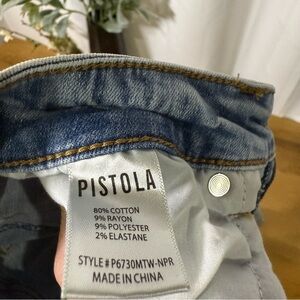 PISTOLA
80% COTTON
9% RAYON
9% POLYESTER
2% ELASTANE
STYLE # P6730MTW-NPR
MADE IN CHINA